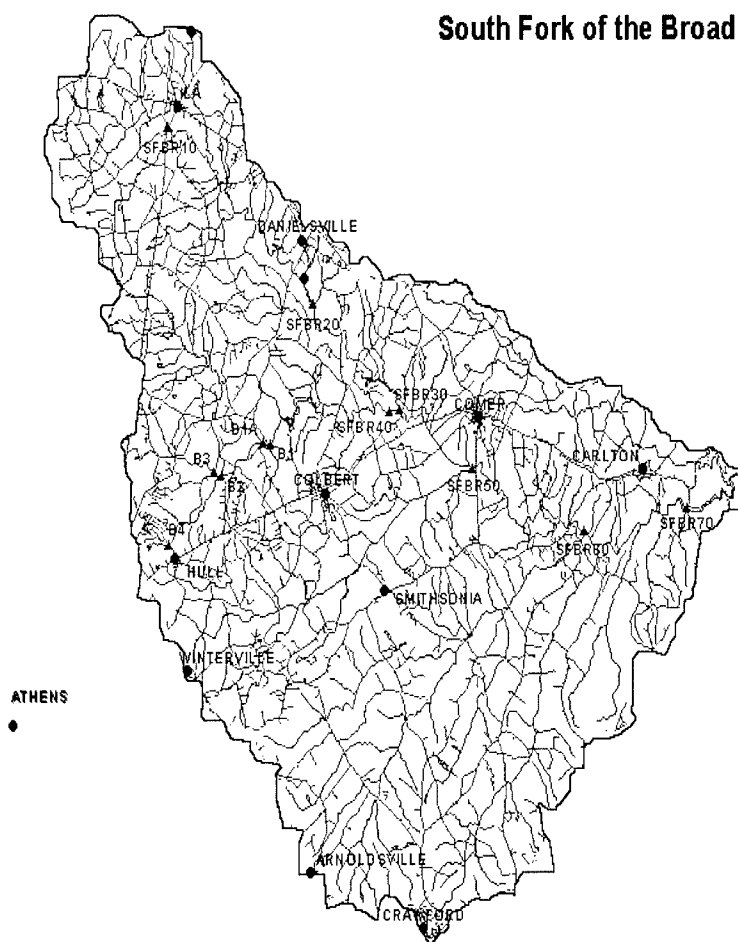 South Fork of the Broad
ILA
SFBR10
DANIELSVILLE
SFBR20
SFBR30
SFBR40
COMER
B1A
B1
B3
B2
COLBERT
SFBR50
CARLTON
SFBR70
SFBR60
B4
HULL
SMITHSONIA
WINTERVILLE
ATHENS
ARNOLDSVILLE
CRAWFORD